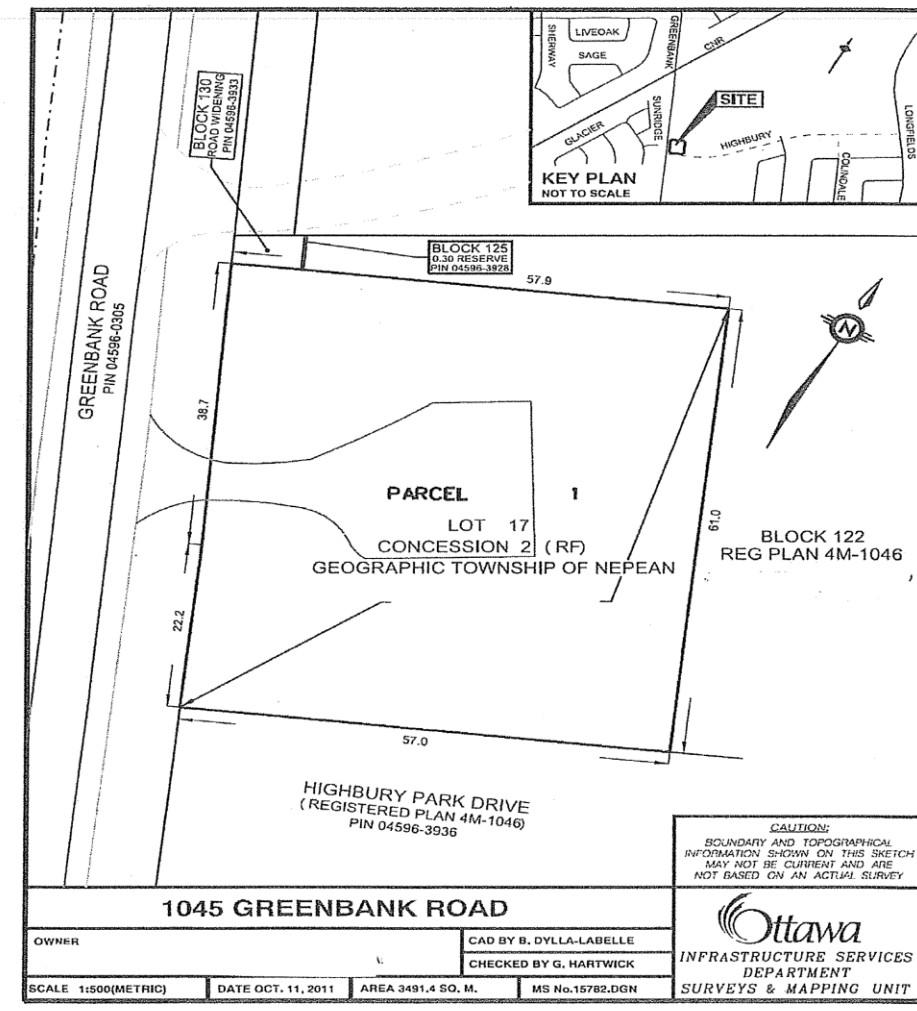 SHERWAY
LIVEOAK
SAGE
GREENBANK
CNR
GLACIER
SUNRIDGE
SITE
HIGHBURY
COLINDALE
LONGFIELDS
KEY PLAN
NOT TO SCALE
BLOCK 130
ROAD WIDENING
PIN 04596-3933
BLOCK 125
0.30 RESERVE
PIN 04596-3928
57.9
GREENBANK ROAD
PIN 04596-0305
N
38.7
PARCEL 1
LOT 17
CONCESSION 2 (RF)
GEOGRAPHIC TOWNSHIP OF NEPEAN
61.0
BLOCK 122
REG PLAN 4M-1046
22.2
57.0
HIGHBURY PARK DRIVE
(REGISTERED PLAN 4M-1046)
PIN 04596-3936
CAUTION:
BOUNDARY AND TOPOGRAPHICAL
INFORMATION SHOWN ON THIS SKETCH
MAY NOT BE CURRENT AND ARE
NOT BASED ON AN ACTUAL SURVEY
1045 GREENBANK ROAD
OWNER
CAD BY B. DYLLA-LABELLE
CHECKED BY G. HARTWICK
SCALE 1:500(METRIC)
DATE OCT. 11, 2011
AREA 3491.4 SQ. M.
MS No.15782.DGN
Ottawa
INFRASTRUCTURE SERVICES
DEPARTMENT
SURVEYS & MAPPING UNIT